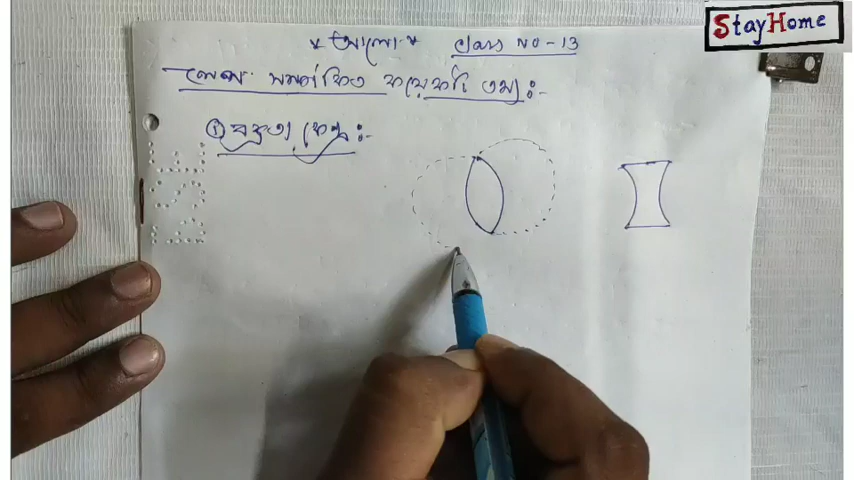 StayHome
* আলো * Class No - 13
লেন্স সম্পর্কিত কয়েকটি তথ্য :-
① বক্রতা কেন্দ্র :-